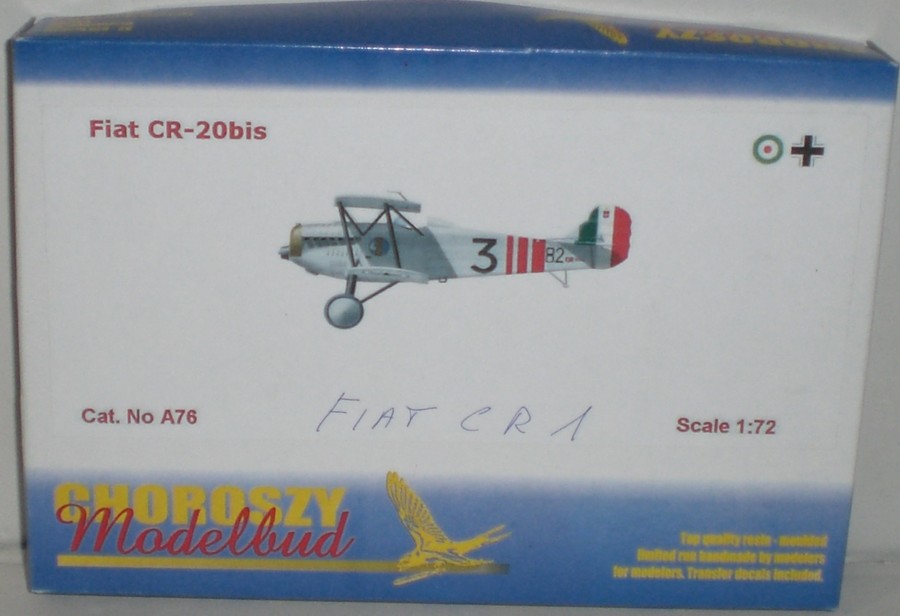 Fiat CR-20bis
3
82
Cat. No A76
FIAT CR 1
Scale 1:72
CHOROSZY
Modelbud
Top quality resin - moulded
limited run handmade by modelers
for modelers. Transfer decals included.
CHOROSZY